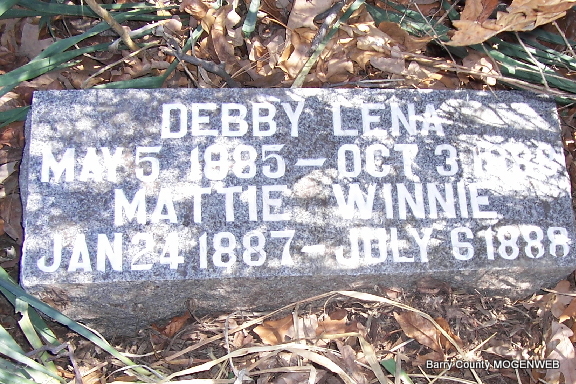 DEBBY LENA
MAY 5 1885 – OCT 3
MATTIE WINNIE
JAN 24 1887 – JULY 6 1888
Barry County MOGENWEB